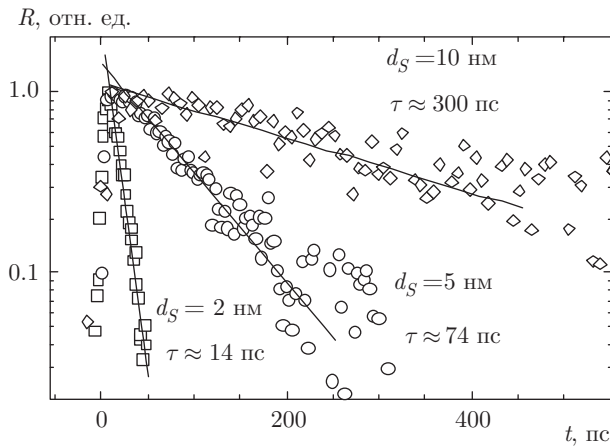 R, отн. ед.
d_S = 10 нм
τ ≈ 300 пс
1.0
0.1
d_S = 2 нм
τ ≈ 14 пс
d_S = 5 нм
τ ≈ 74 пс
0
200
400
t, пс